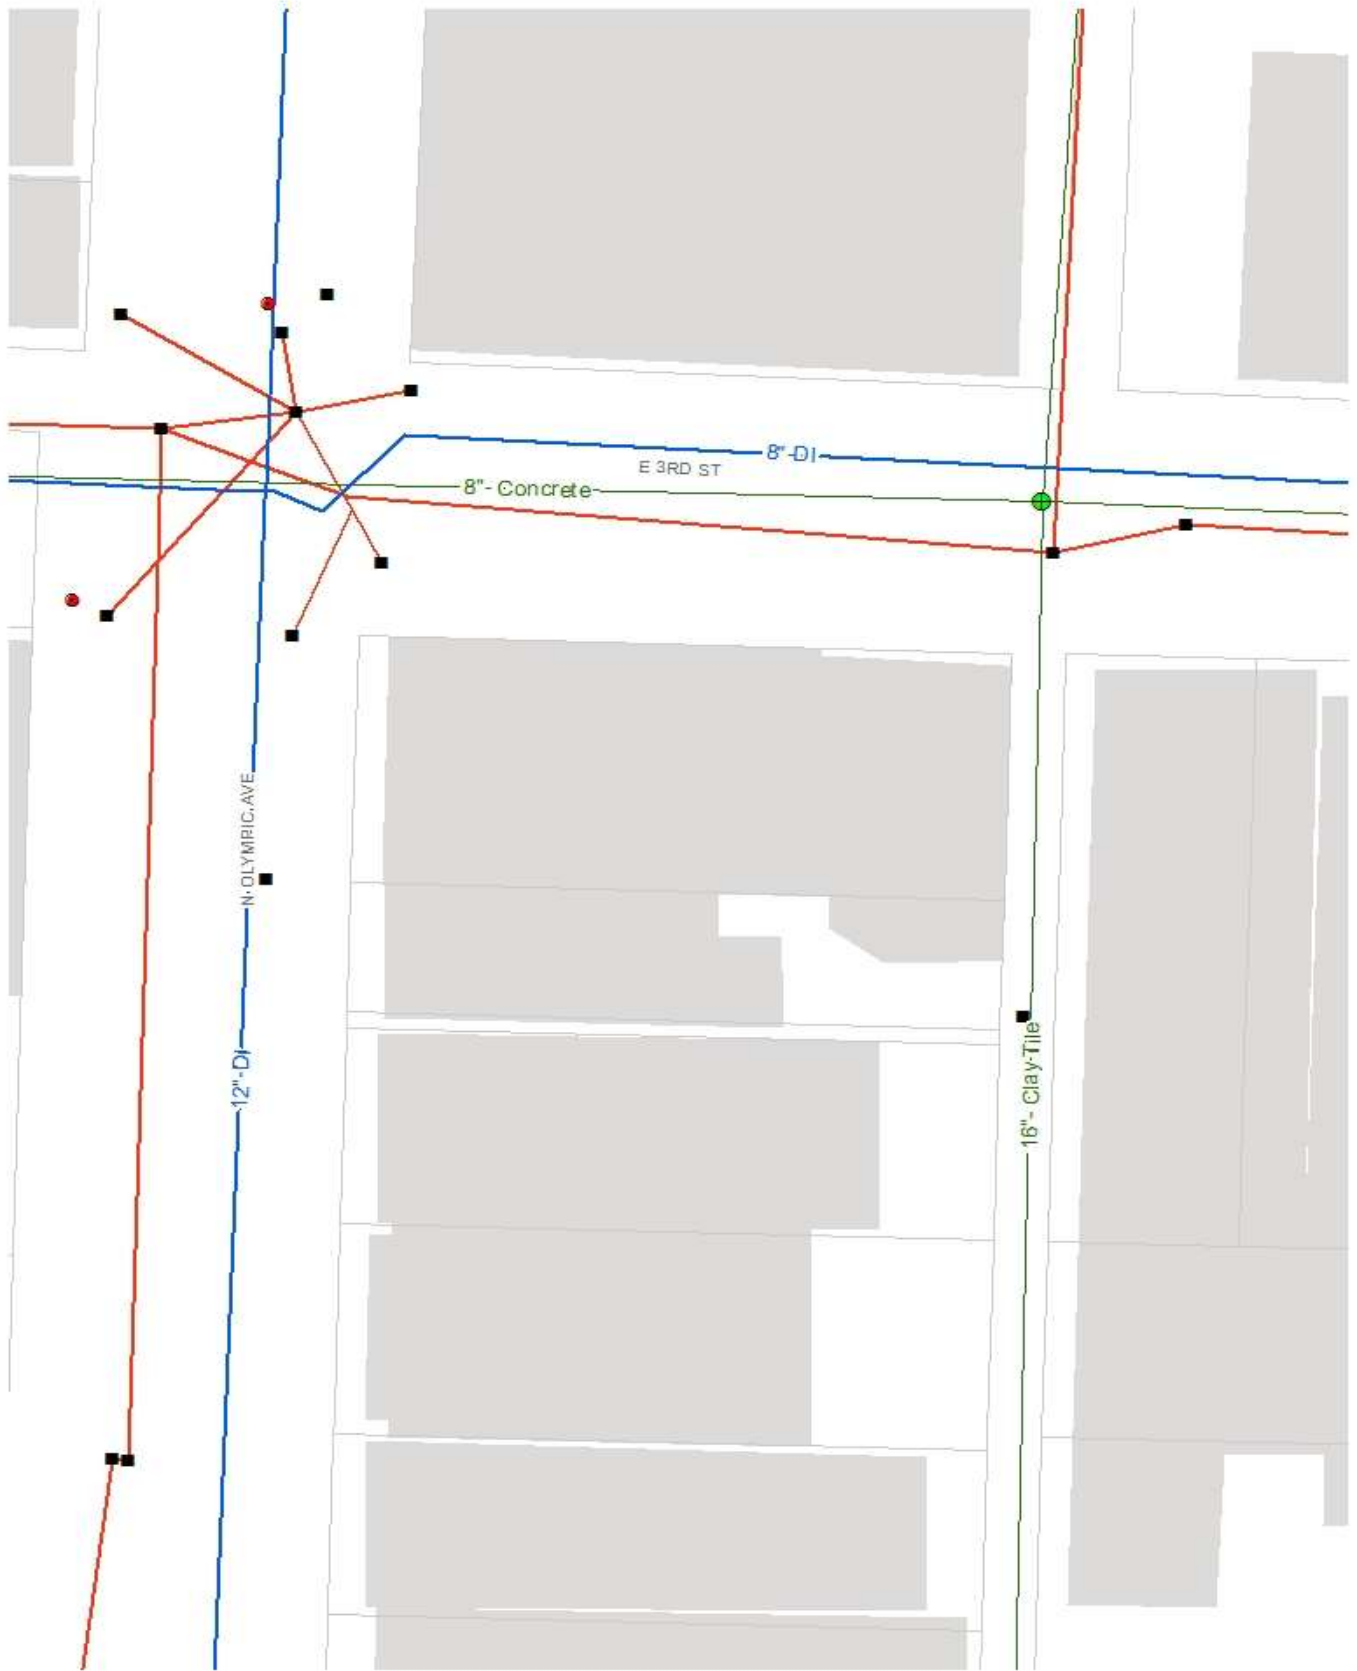 8"-DI
E 3RD ST
8"- Concrete
N OLYMPIC AVE
12"-DI
16"- Clay-Tile